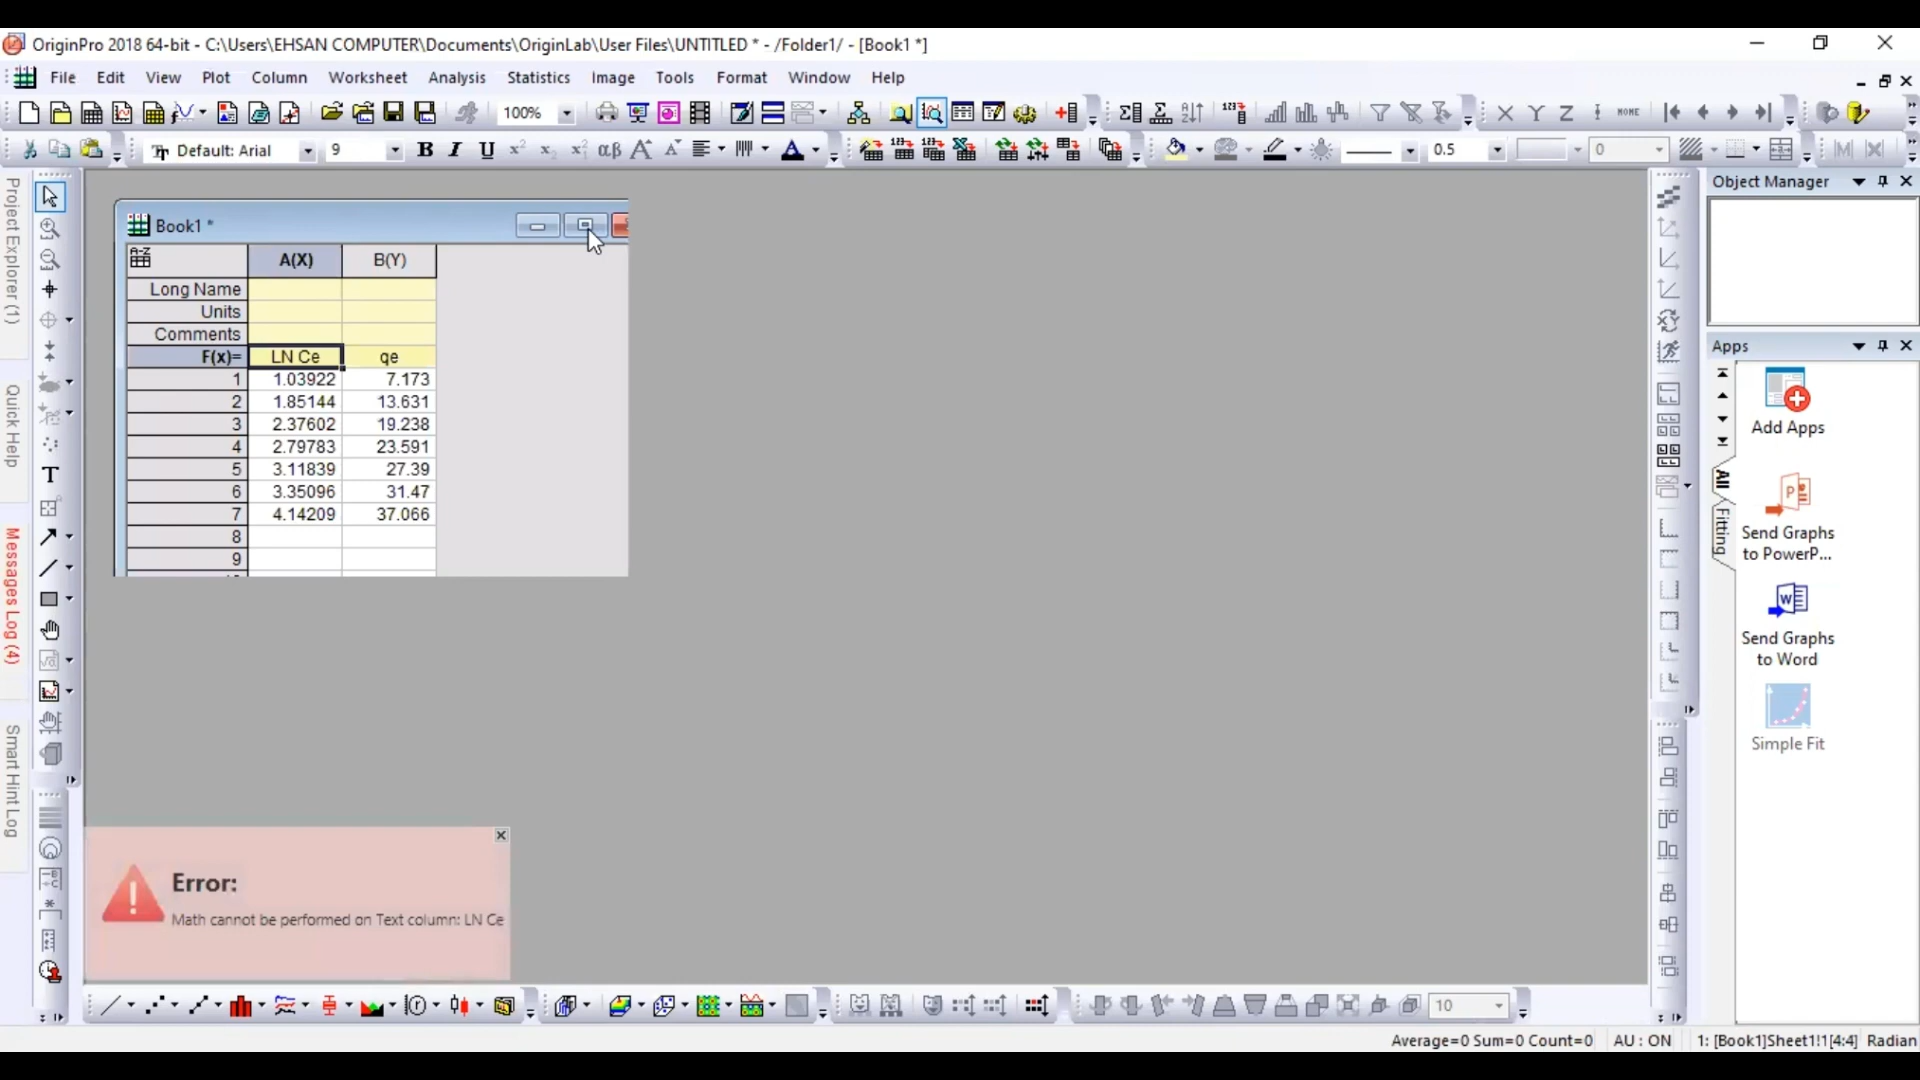 OriginPro 2018 64-bit - C:\Users\EHSAN COMPUTER\Documents\OriginLab\User Files\UNTITLED * - /Folder1/ - [Book1 *]
File Edit View Plot Column Worksheet Analysis Statistics Image Tools Format Window Help
100%
X Y Z HOME
Default: Arial 9 B I U αβ A A A 0.5 0
Project Explorer (1)
Quick Help
Messages Log (4)
Smart Hint Log
T
Book1 *
A(X) B(Y)
Long Name
Units
Comments
F(x)= LN Ce qe
1 1.03922 7.173
2 1.85144 13.631
3 2.37602 19.238
4 2.79783 23.591
5 3.11839 27.39
6 3.35096 31.47
7 4.14209 37.066
8
9
Error:
Math cannot be performed on Text column: LN Ce
Object Manager
Apps
All
Fitting
Add Apps
Send Graphs
to PowerP...
Send Graphs
to Word
Simple Fit
10
Average=0 Sum=0 Count=0 AU : ON 1: [Book1]Sheet1!1[4:4] Radian